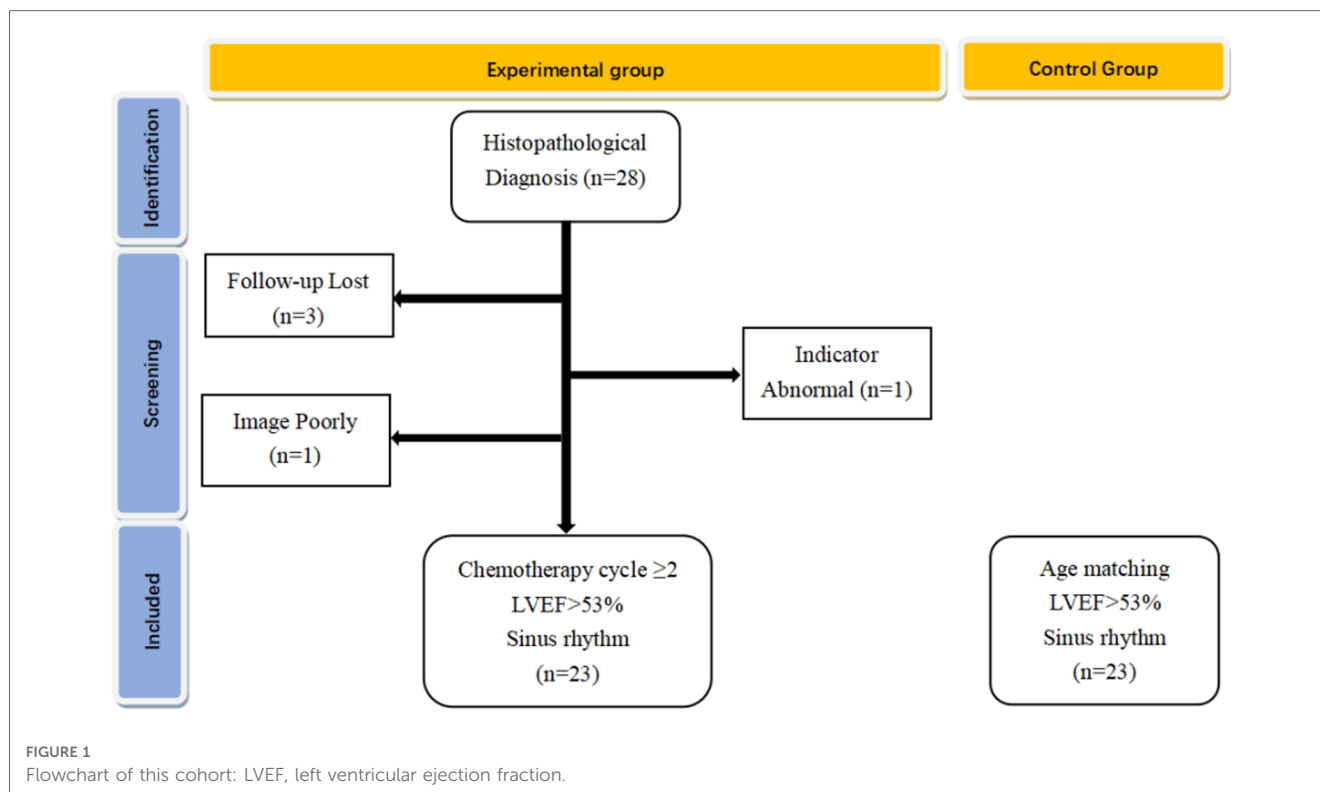 Experimental group
Control Group
Identification
Histopathological
Diagnosis (n=28)
Screening
Follow-up Lost
(n=3)
Indicator
Abnormal (n=1)
Image Poorly
(n=1)
Included
Chemotherapy cycle ≥2
LVEF>53%
Sinus rhythm
(n=23)
Age matching
LVEF>53%
Sinus rhythm
(n=23)
FIGURE 1
Flowchart of this cohort: LVEF, left ventricular ejection fraction.